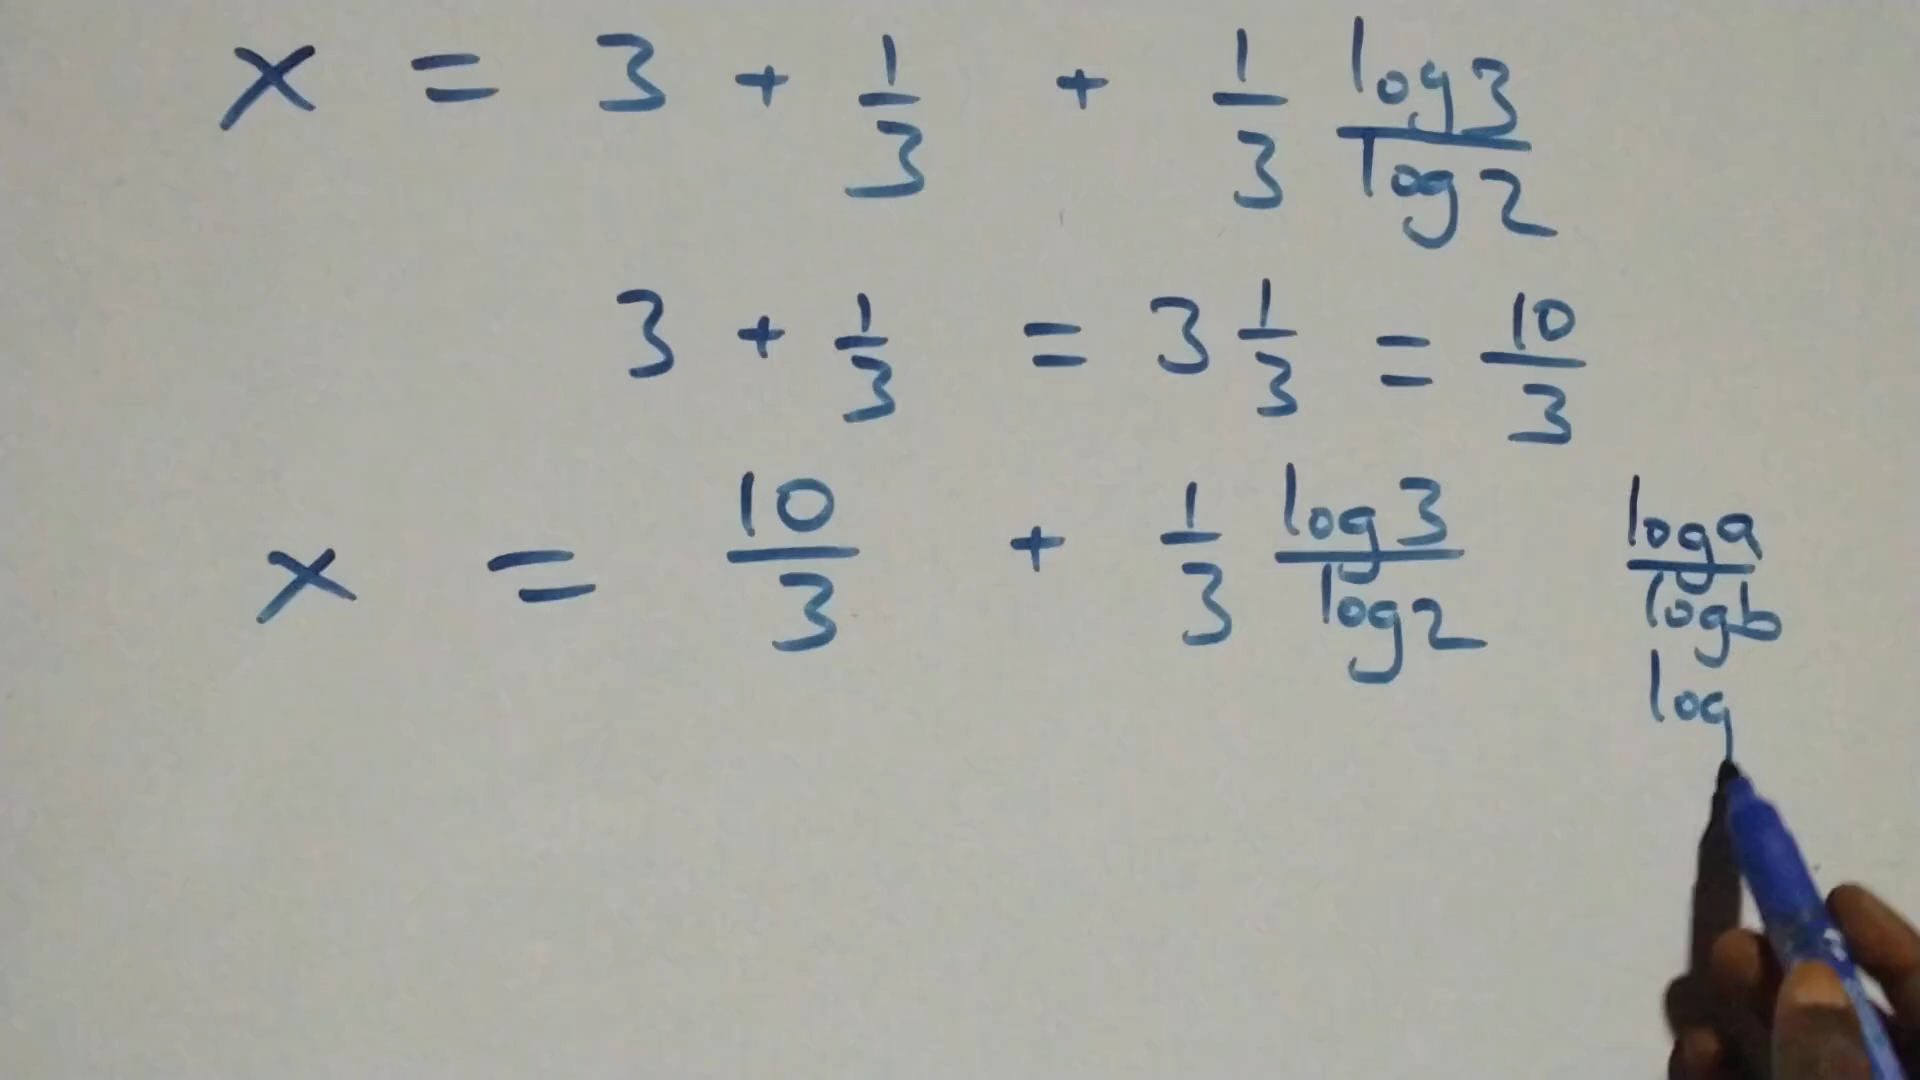 x = 3 + 1/3 + 1/3 log3/log2
3 + 1/3 = 3 1/3 = 10/3
x = 10/3 + 1/3 log3/log2
loga/logb
log